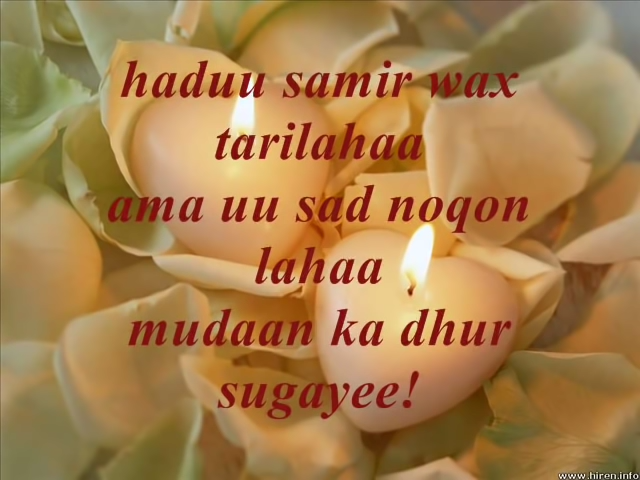 haduu samir wax
tarilahaa
ama uu sad noqon
lahaa
mudaan ka dhur
sugayee!
www.hiren.info